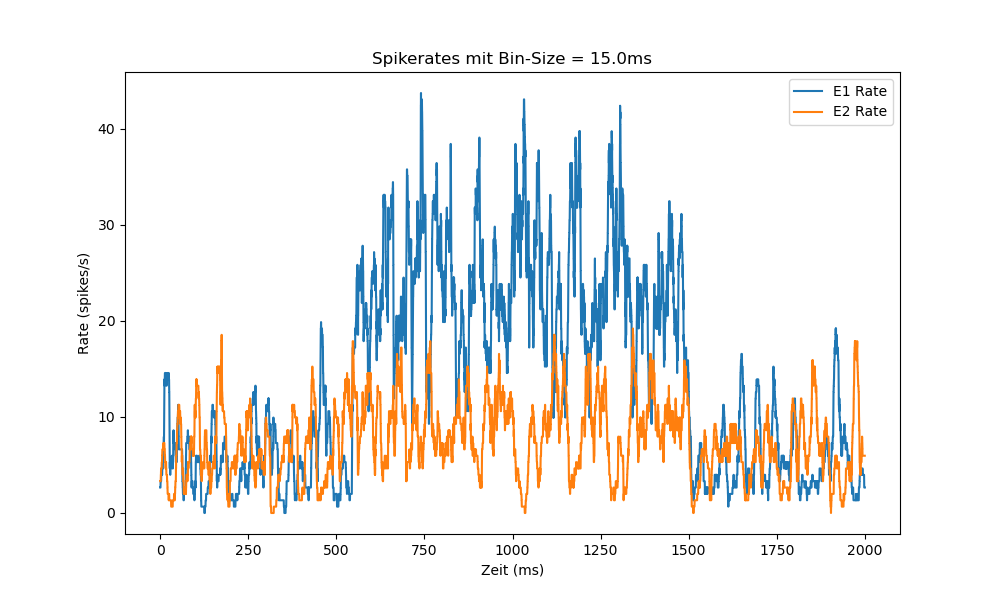 Spikerates mit Bin-Size = 15.0ms
E1 Rate
E2 Rate
Rate (spikes/s)
40
30
20
10
0
0 250 500 750 1000 1250 1500 1750 2000
Zeit (ms)